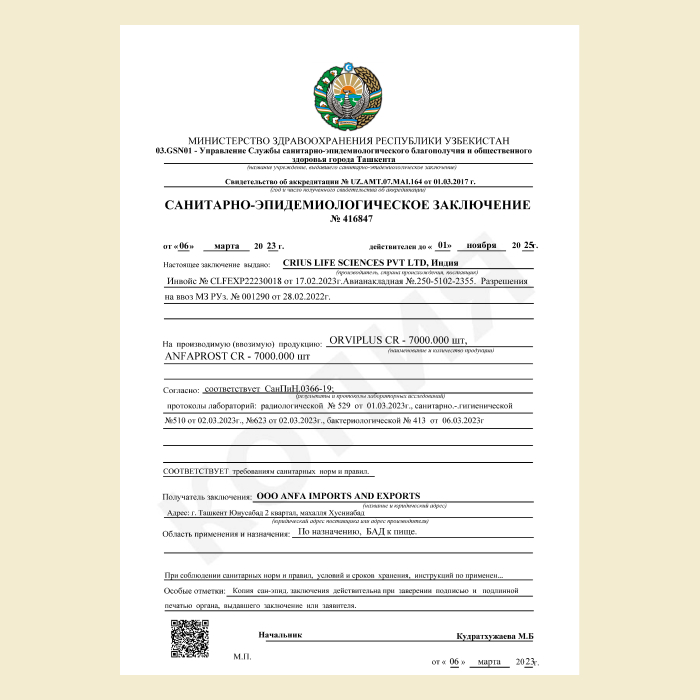 МИНИСТЕРСТВО ЗДРАВООХРАНЕНИЯ РЕСПУБЛИКИ УЗБЕКИСТАН
03.GSN01 - Управление Службы санитарно-эпидемиологического благополучия и общественного
здоровья города Ташкента
(название учреждение, выдавшего санитарно-эпидемиологическое заключение)
Свидетельство об аккредитации № UZ.AMT.07.MAI.164 от 01.03.2017 г.
(год и число полученного свидетельства об аккредитации)
САНИТАРНО-ЭПИДЕМИОЛОГИЧЕСКОЕ ЗАКЛЮЧЕНИЕ
№ 416847
от «06» марта 20 23 г. действителен до « 01» ноября 20 25г.
Настоящее заключение выдано: CRIUS LIFE SCIENCES PVT LTD, Индия
(производитель, страна происхождения, поставщик)
Инвойс № CLFEXP22230018 от 17.02.2023г.Авианакладная №.250-5102-2355. Разрешения
на ввоз МЗ РУз. № 001290 от 28.02.2022г.
На производимую (ввозимую) продукцию: ORVIPLUS CR - 7000.000 шт,
(наименование и количество продукции)
ANFAPROST CR - 7000.000 шт
Согласно: соответствует СанПиН.0366-19;
(результаты и протоколы лабораторных исследований)
протоколы лабораторий: радиологической № 529 от 01.03.2023г., санитарно.-.гигиенической
№510 от 02.03.2023г., №623 от 02.03.2023г., бактериологической № 413 от 06.03.2023г
СООТВЕТСТВУЕТ требованиям санитарных норм и правил.
Получатель заключения: ООО ANFA IMPORTS AND EXPORTS
(название и юридический адрес)
Адрес: г. Ташкент Юнусабад 2 квартал, махалля Хусниабад
(юридический адрес поставщика или адрес производителя)
Область применения и назначения: По назначению, БАД к пище.
При соблюдении санитарных норм и правил, условий и сроков хранения, инструкций по применен...
Особые отметки: Копия сан-эпид. заключения действительна при заверении подписью и подлинной
печатью органа, выдавшего заключение или заявителя.
Начальник Кудратхужаева М.Б
М.П.
от « 06 » марта 20 23г.
КОПИЯ